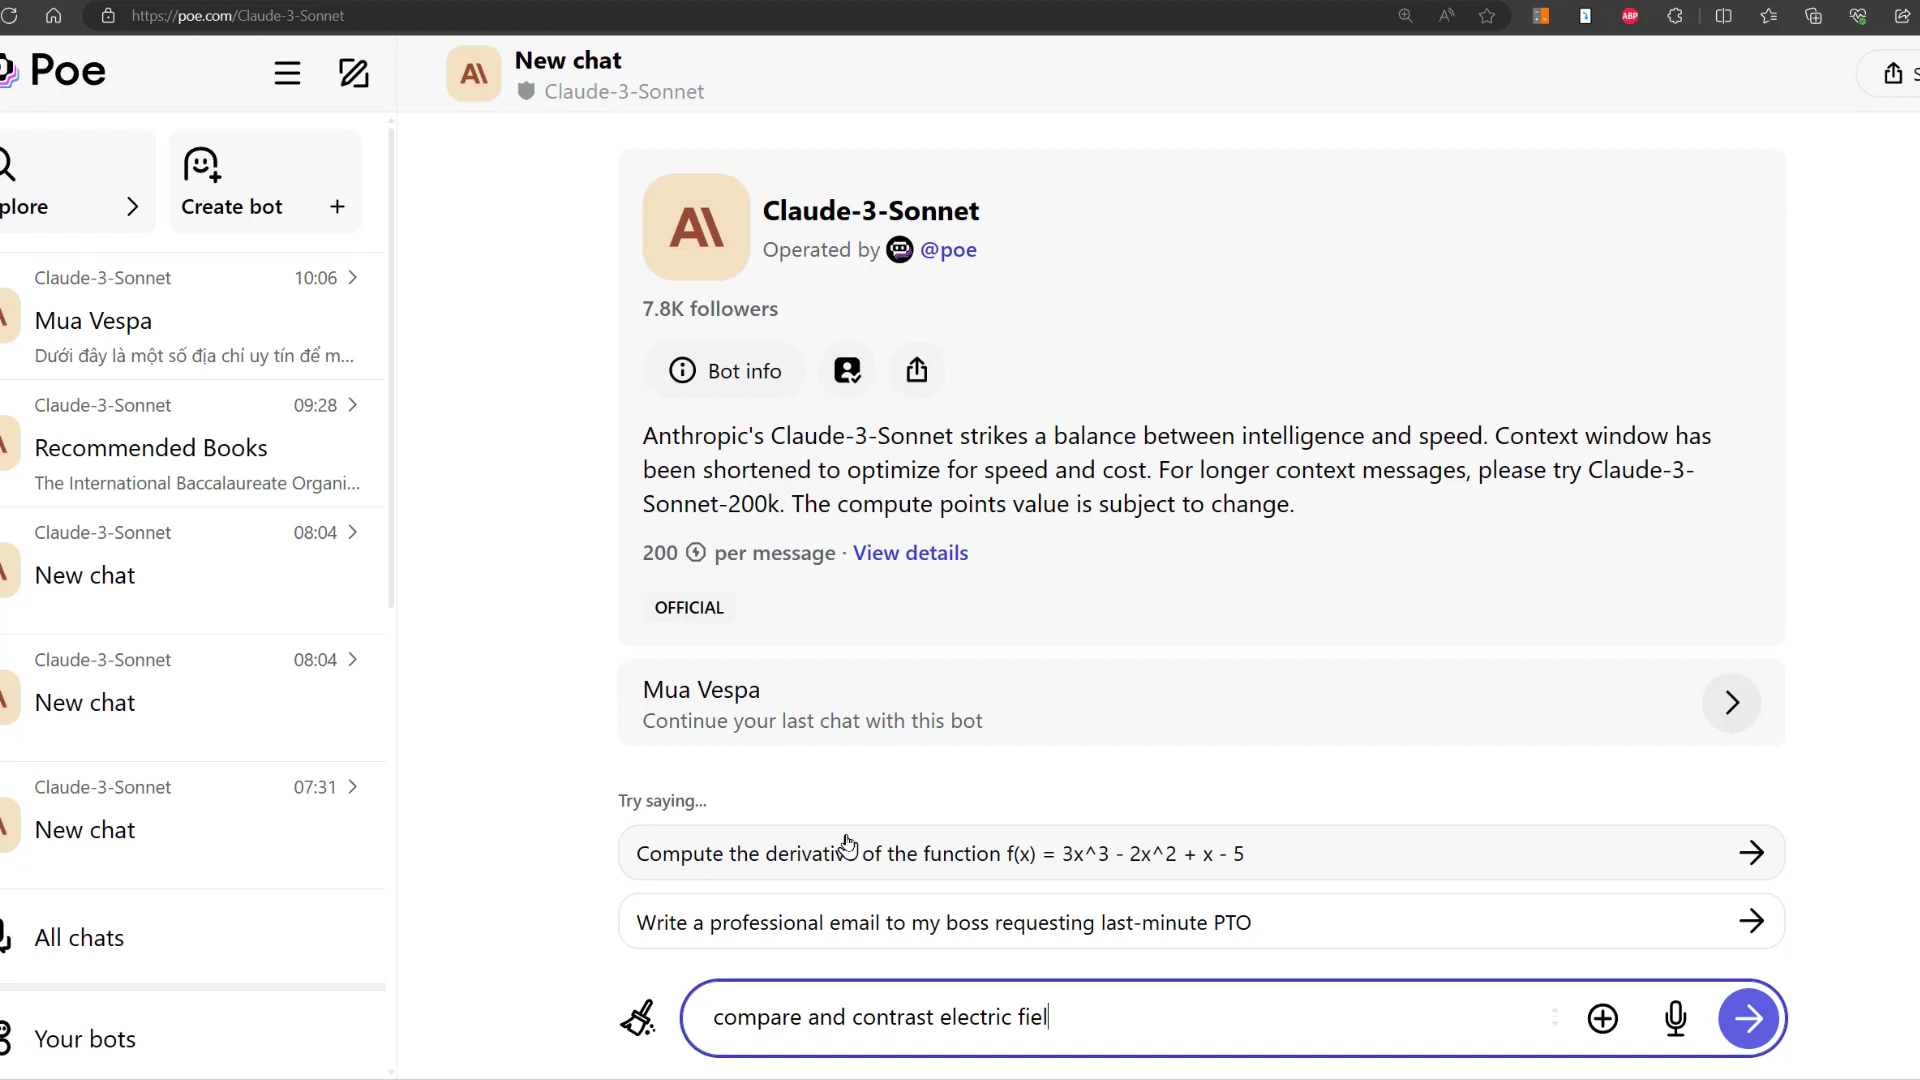 https://poe.com/Claude-3-Sonnet
ABP
Poe
plore
Create bot
Claude-3-Sonnet 10:06
Mua Vespa
Dưới đây là một số địa chỉ uy tín để m...
Claude-3-Sonnet 09:28
Recommended Books
The International Baccalaureate Organi...
Claude-3-Sonnet 08:04
New chat
Claude-3-Sonnet 08:04
New chat
Claude-3-Sonnet 07:31
New chat
All chats
Your bots
New chat
Claude-3-Sonnet
S
Claude-3-Sonnet
Operated by @poe
7.8K followers
Bot info
Anthropic's Claude-3-Sonnet strikes a balance between intelligence and speed. Context window has
been shortened to optimize for speed and cost. For longer context messages, please try Claude-3-
Sonnet-200k. The compute points value is subject to change.
200 per message · View details
OFFICIAL
Mua Vespa
Continue your last chat with this bot
Try saying...
Compute the derivative of the function f(x) = 3x^3 - 2x^2 + x - 5
Write a professional email to my boss requesting last-minute PTO
compare and contrast electric fiel